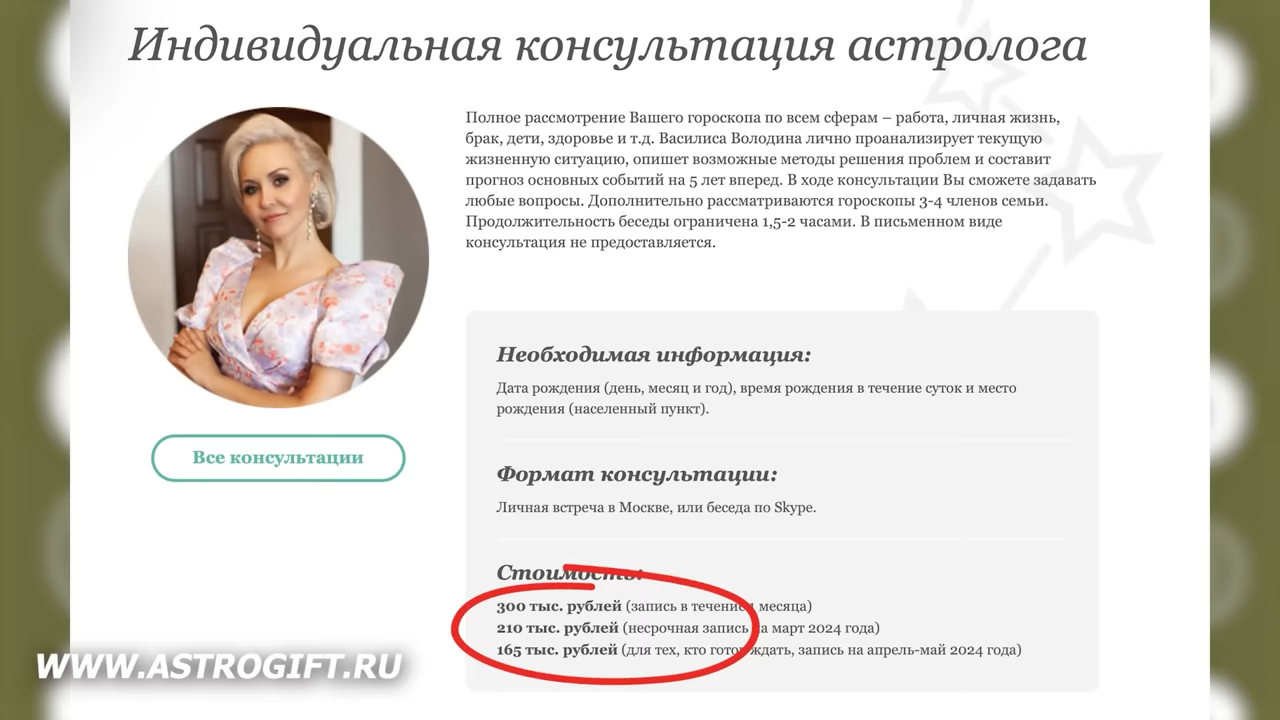 Индивидуальная консультация астролога
Полное рассмотрение Вашего гороскопа по всем сферам – работа, личная жизнь,
брак, дети, здоровье и т.д. Василиса Володина лично проанализирует текущую
жизненную ситуацию, опишет возможные методы решения проблем и составит
прогноз основных событий на 5 лет вперед. В ходе консультации Вы сможете задавать
любые вопросы. Дополнительно рассматриваются гороскопы 3-4 членов семьи.
Продолжительность беседы ограничена 1,5-2 часами. В письменном виде
консультация не предоставляется.
Необходимая информация:
Дата рождения (день, месяц и год), время рождения в течение суток и место
рождения (населенный пункт).
Все консультации
Формат консультации:
Личная встреча в Москве, или беседа по Skype.
Стоимость:
300 тыс. рублей (запись в течение месяца)
210 тыс. рублей (несрочная запись на март 2024 года)
165 тыс. рублей (для тех, кто готов ждать, запись на апрель-май 2024 года)
WWW.ASTROGIFT.RU